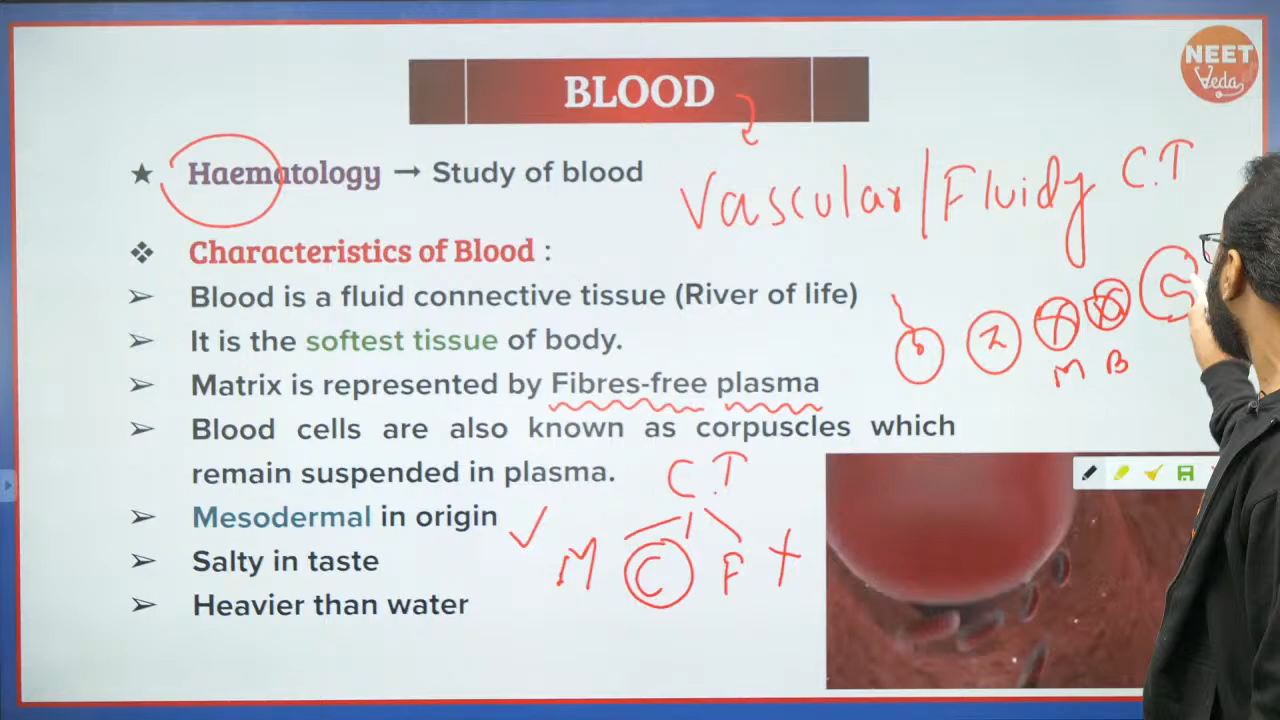 NEET
Veda
BLOOD
★ Haematology → Study of blood
Vascular/Fluidy C.T
❖ Characteristics of Blood :
➢ Blood is a fluid connective tissue (River of life)
➢ It is the softest tissue of body.
➢ Matrix is represented by Fibres-free plasma
M B
➢ Blood cells are also known as corpuscles which
remain suspended in plasma.
C.T
➢ Mesodermal in origin
M C F
➢ Salty in taste
➢ Heavier than water